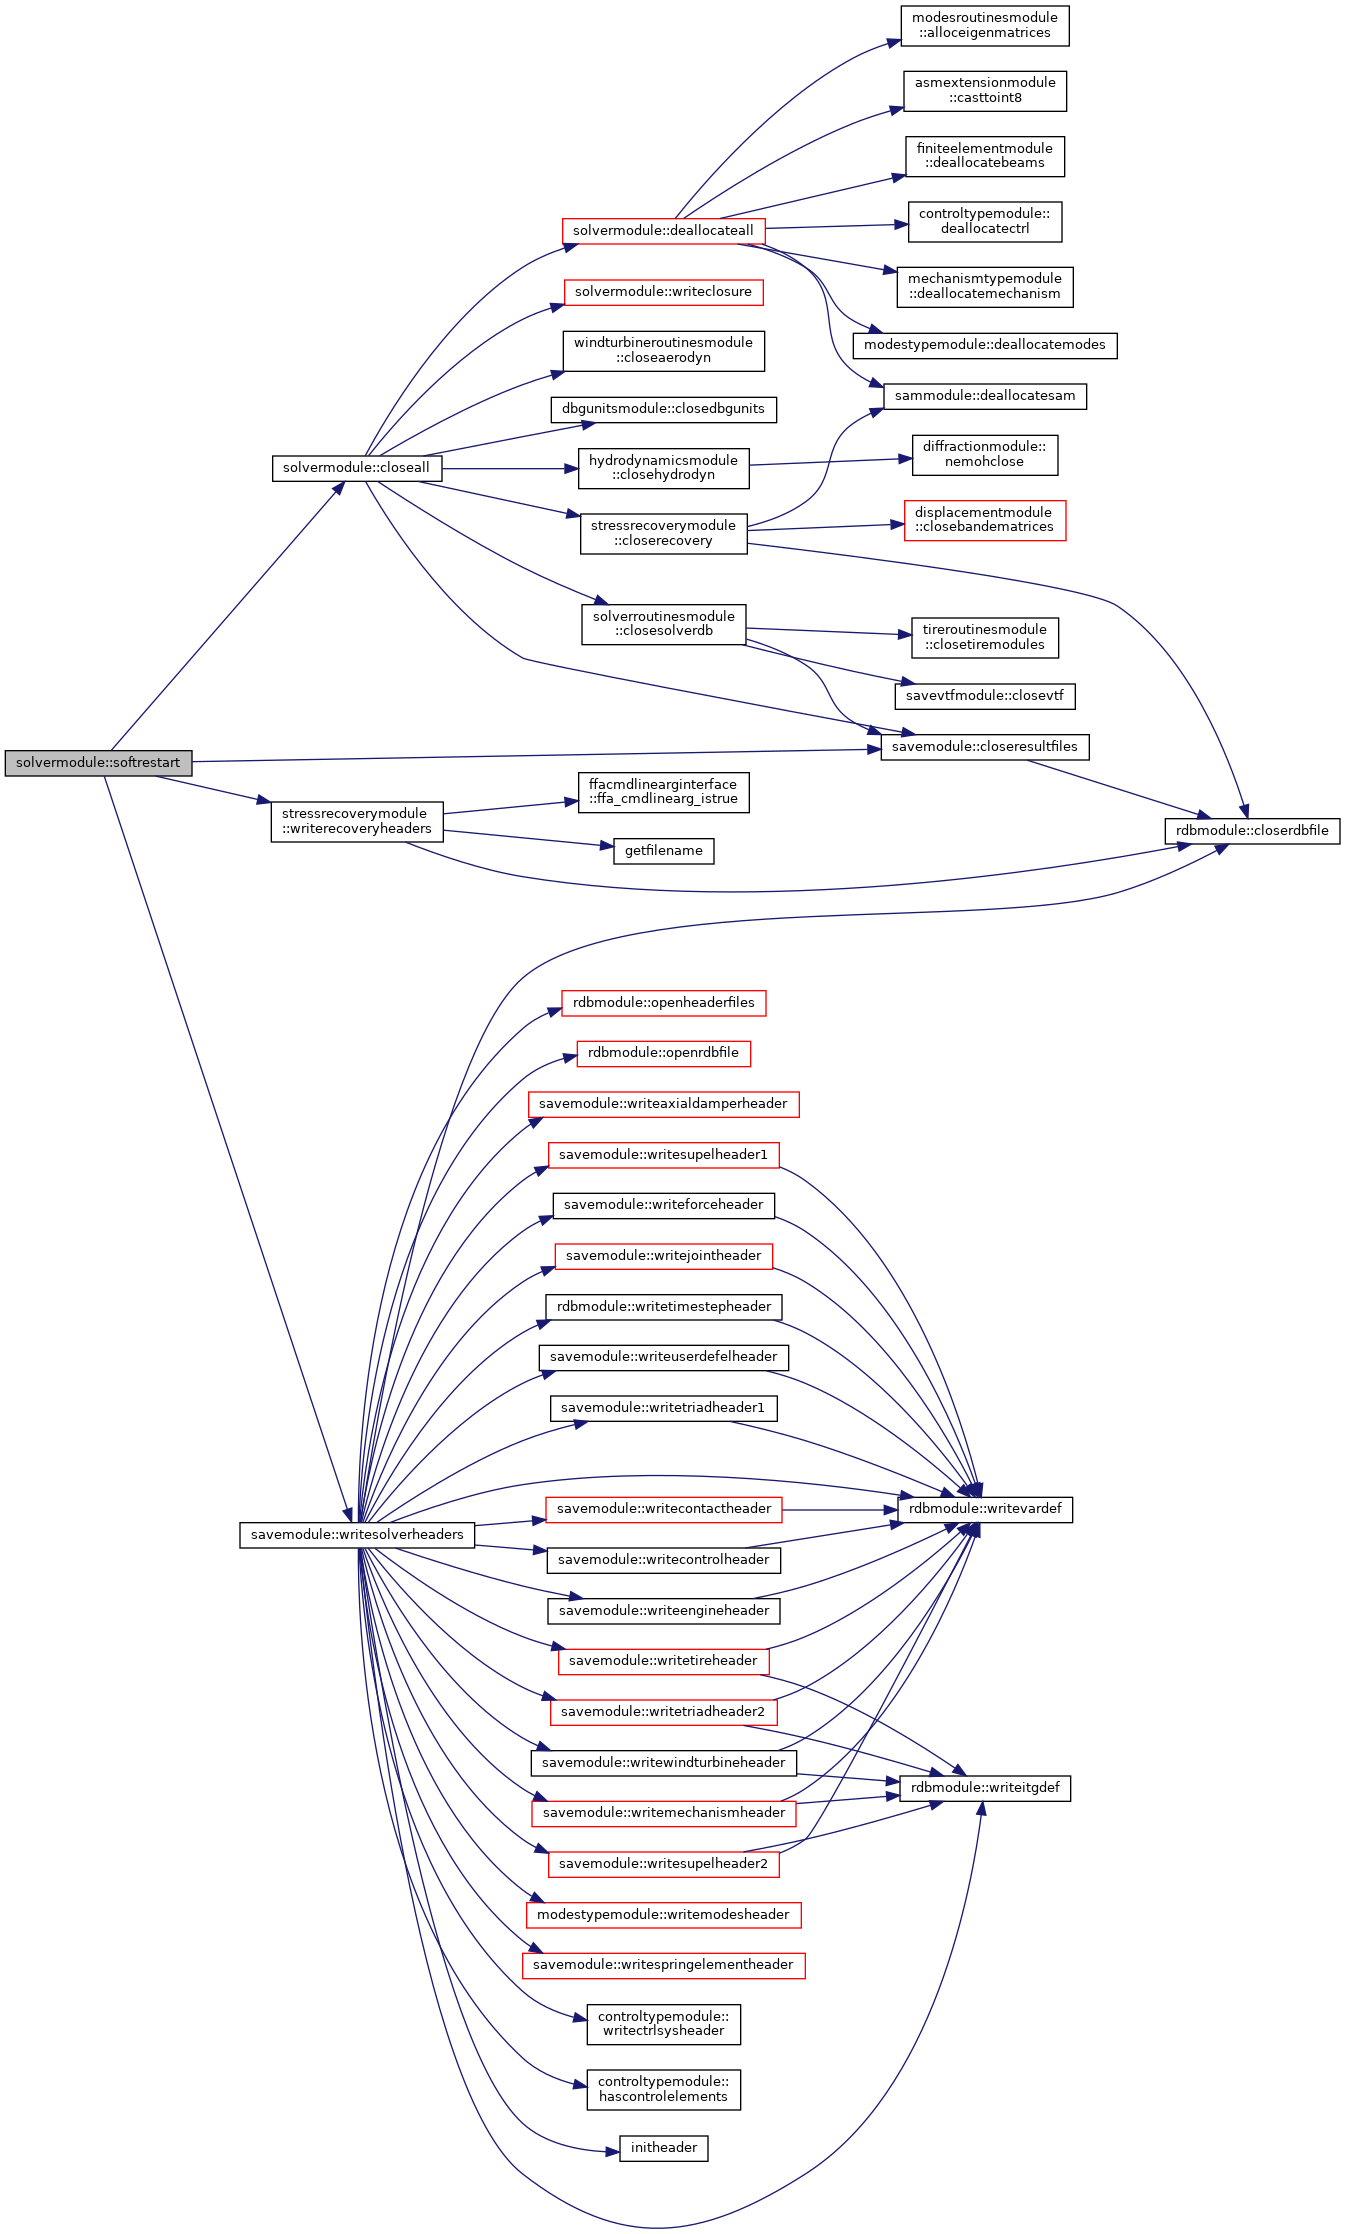 modesroutinesmodule
::alloceigenmatrices
asmextensionmodule
::casttoint8
finiteelementmodule
::deallocatebeams
controltypemodule::
deallocatectrl
solvermodule::deallocateall
mechanismtypemodule
::deallocatemechanism
solvermodule::writeclosure
windturbineroutinesmodule
::closeaerodyn
modestypemodule::deallocatemodes
sammodule::deallocatesam
dbgunitsmodule::closedbgunits
solvermodule::closeall
hydrodynamicsmodule
::closehydrodyn
diffractionmodule::
nemohclose
stressrecoverymodule
::closerecovery
displacementmodule
::closebandematrices
solverroutinesmodule
::closesolverdb
tireroutinesmodule
::closetiremodules
savevtfmodule::closevtf
savemodule::closeresultfiles
solvermodule::softrestart
stressrecoverymodule
::writerecoveryheaders
ffacmdlinearginterface
::ffa_cmdlinearg_istrue
getfilename
rdbmodule::closerdbfile
rdbmodule::openheaderfiles
rdbmodule::openrdbfile
savemodule::writeaxialdamperheader
savemodule::writesupelheader1
savemodule::writeforceheader
savemodule::writejointheader
rdbmodule::writetimestepheader
savemodule::writeuserdefelheader
savemodule::writetriadheader1
savemodule::writecontactheader
rdbmodule::writevardef
savemodule::writesolverheaders
savemodule::writecontrolheader
savemodule::writeengineheader
savemodule::writetireheader
savemodule::writetriadheader2
savemodule::writewindturbineheader
rdbmodule::writeitgdef
savemodule::writemechanismheader
savemodule::writesupelheader2
modestypemodule::writemodesheader
savemodule::writespringelementheader
controltypemodule::
writectrlsysheader
controltypemodule::
hascontrolelements
initheader